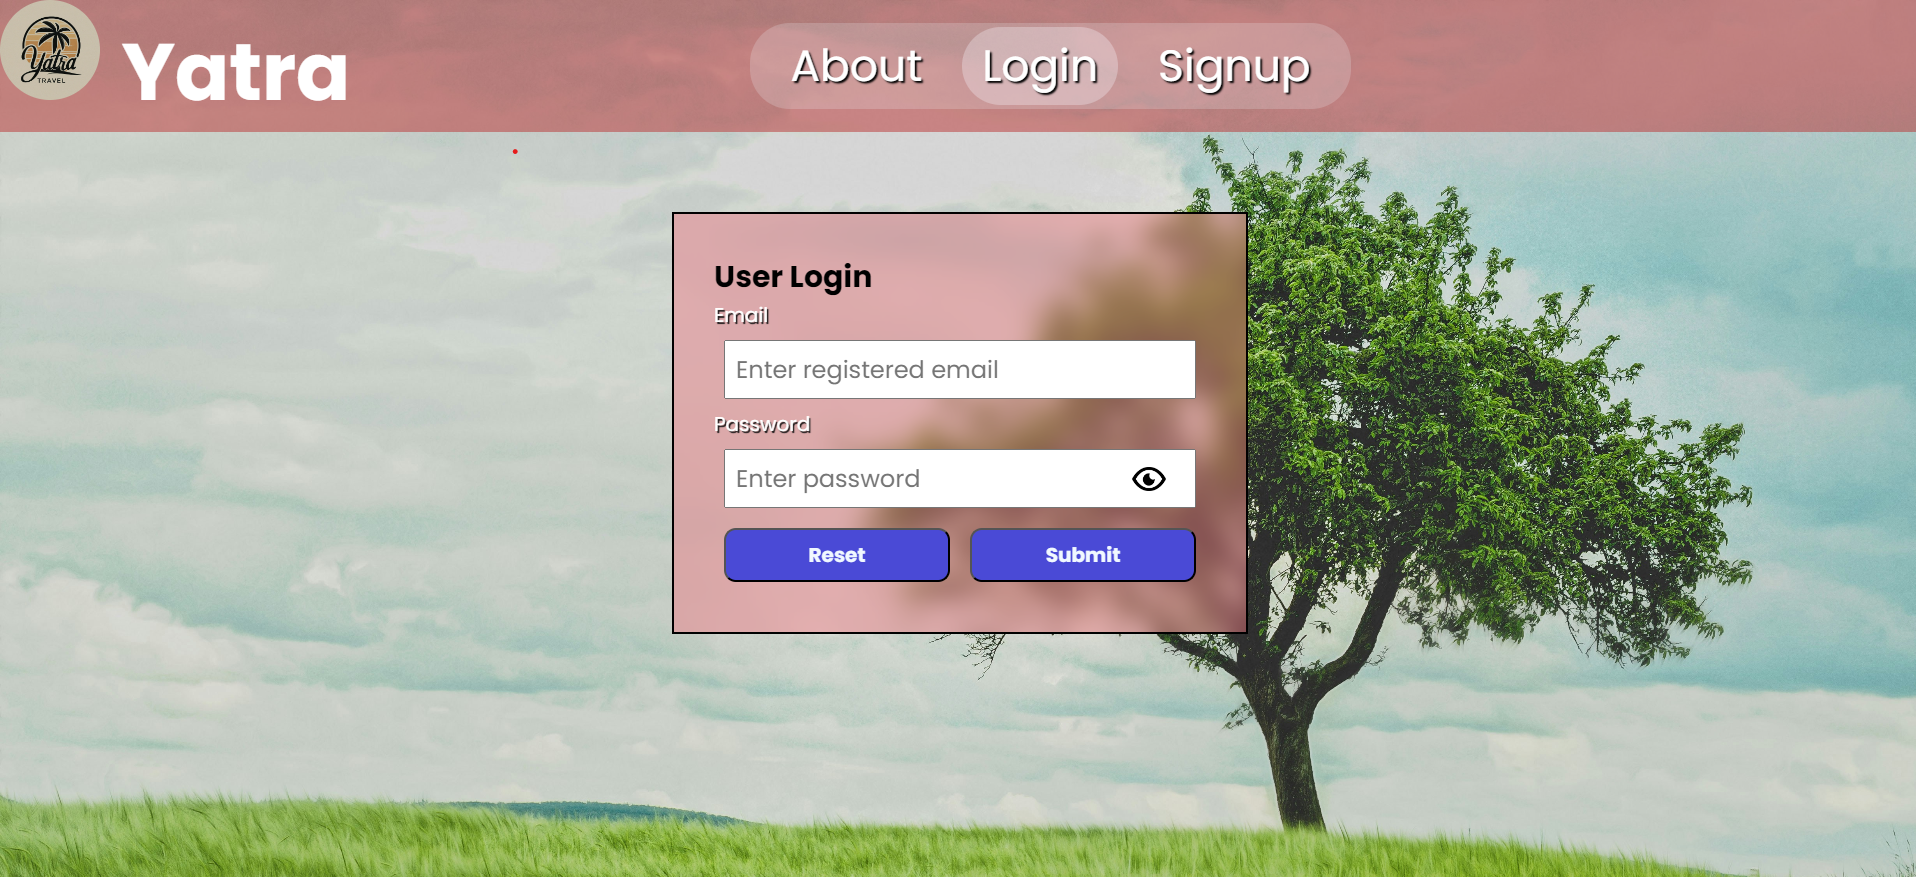 Yatra
TRAVEL
Yatra
About
Login
Signup
User Login
Email
Enter registered email
Password
Enter password
Reset
Submit